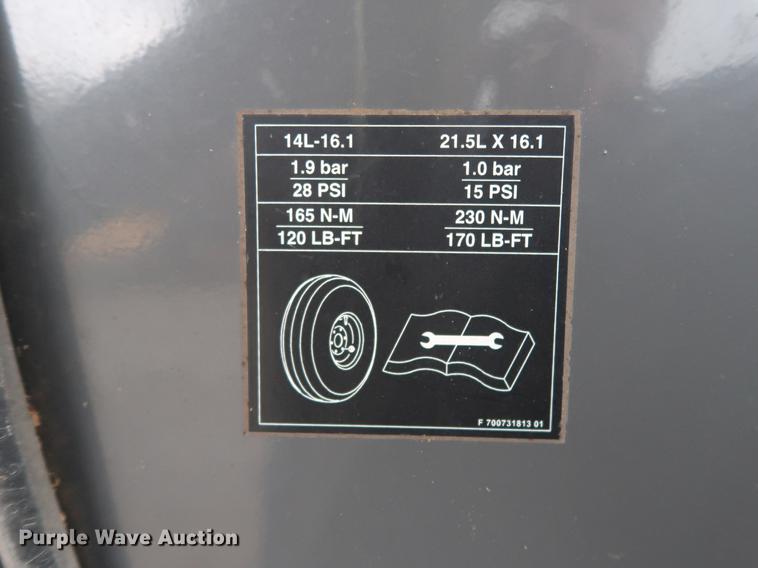 14L-16.1 21.5L X 16.1
1.9 bar 1.0 bar
28 PSI 15 PSI
165 N-M 230 N-M
120 LB-FT 170 LB-FT
F 700731813 01
Purple Wave Auction